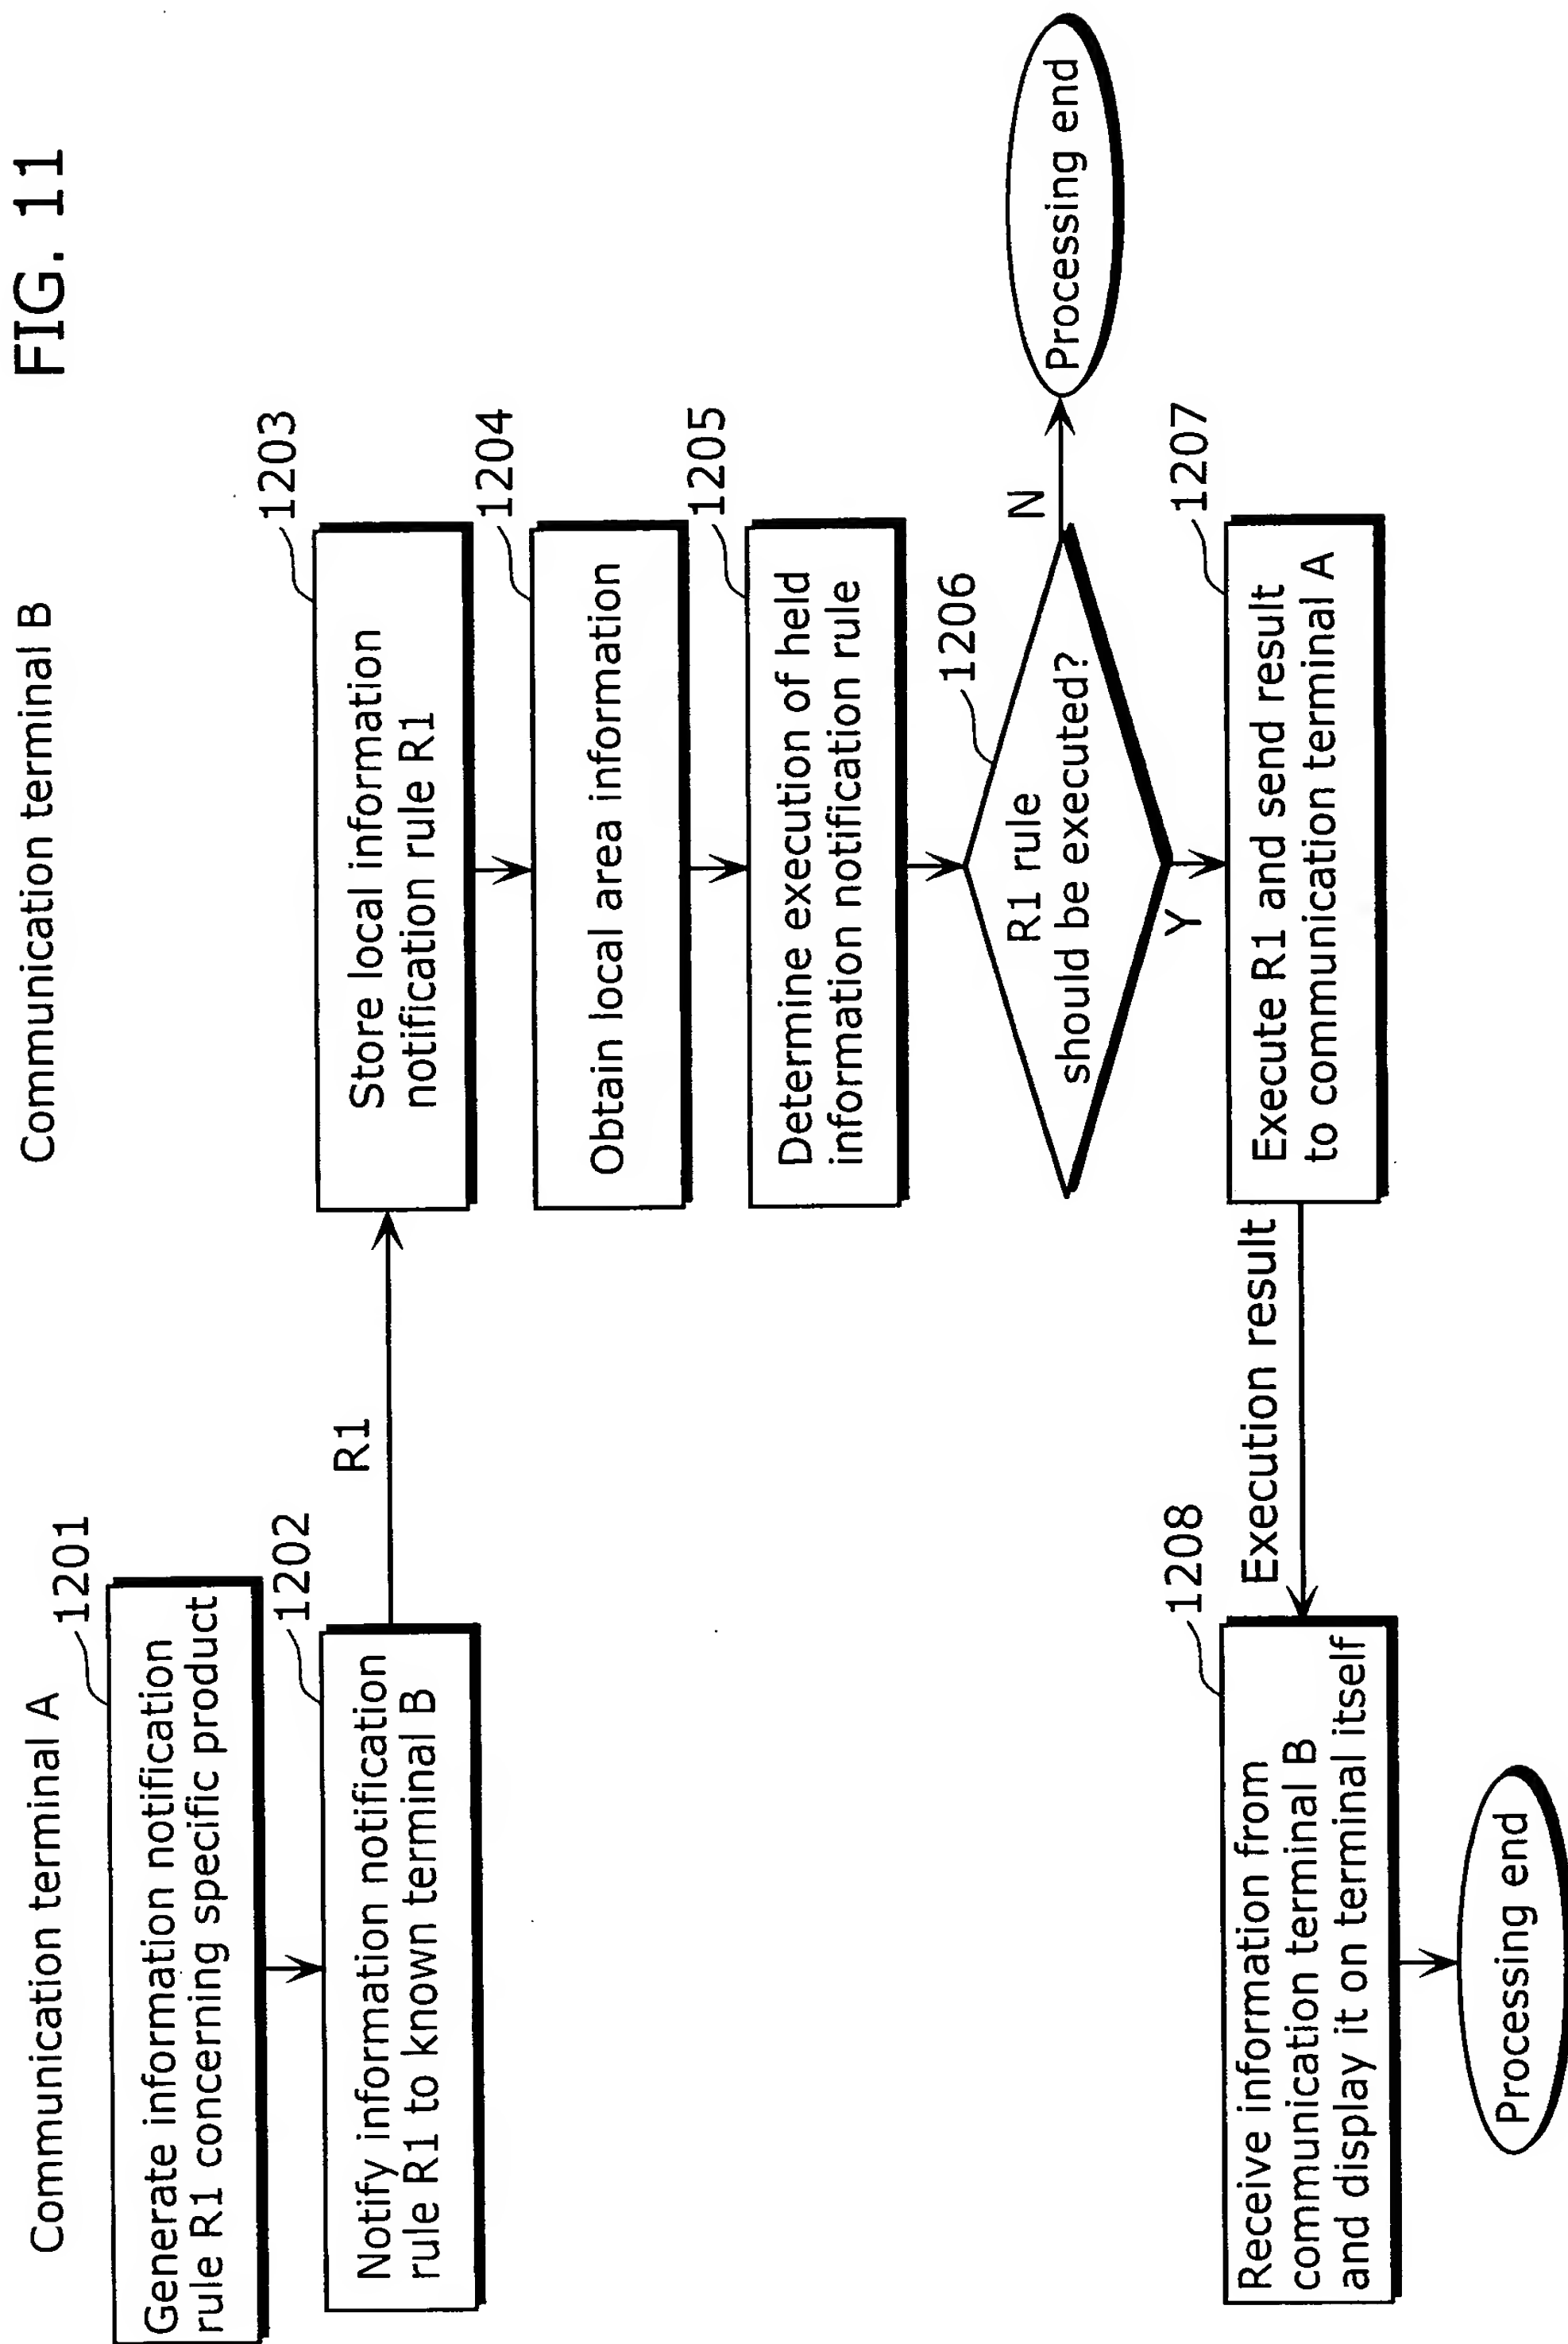 FIG. 11
Communication terminal A
Communication terminal B
1201
Generate information notification
rule R1 concerning specific product
1202
Notify information notification
rule R1 to known terminal B
R1
1203
Store local information
notification rule R1
1204
Obtain local area information
1205
Determine execution of held
information notification rule
1206
R1 rule
should be executed?
N
Processing end
Y
1207
Execute R1 and send result
to communication terminal A
Execution result
1208
Receive information from
communication terminal B
and display it on terminal itself
Processing end